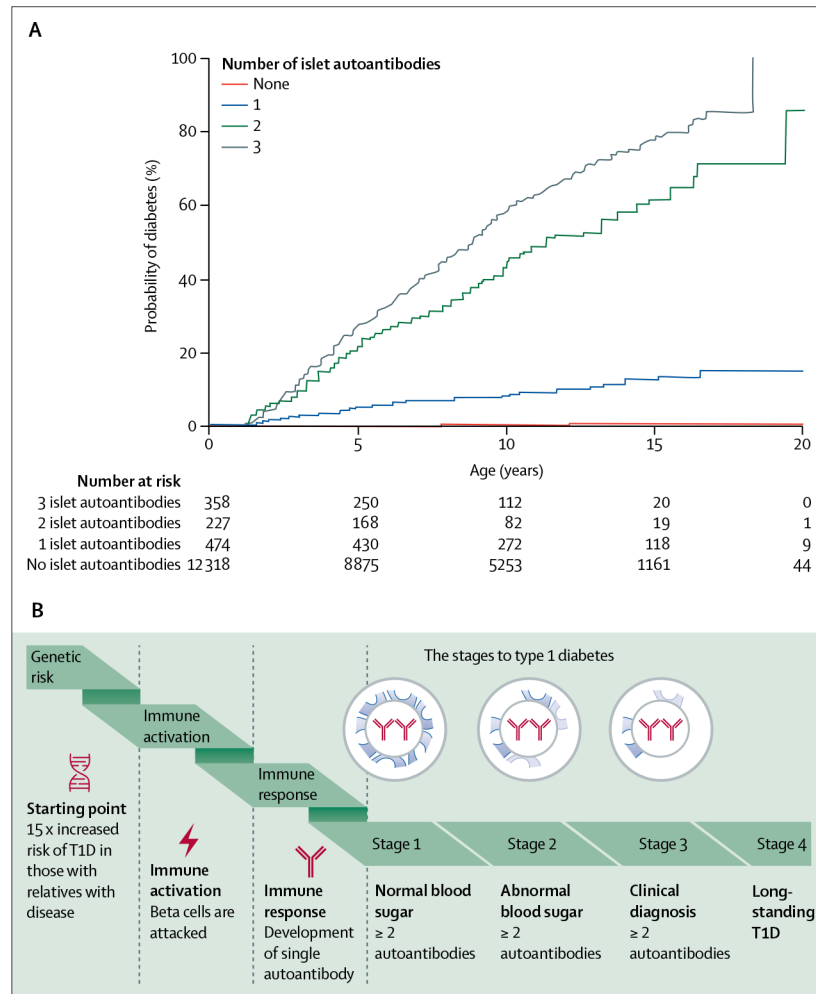 A
Number of islet autoantibodies
None
1
2
3
Probability of diabetes (%)
100
80
60
40
20
0
0 5 10 15 20
Age (years)
Number at risk
3 islet autoantibodies 358 250 112 20 0
2 islet autoantibodies 227 168 82 19 1
1 islet autoantibodies 474 430 272 118 9
No islet autoantibodies 12 318 8875 5253 1161 44
B
The stages to type 1 diabetes
Genetic
risk
Immune
activation
Immune
response
Stage 1
Stage 2
Stage 3
Stage 4
Starting point
15 x increased
risk of T1D in
those with
relatives with
disease
Immune
activation
Beta cells are
attacked
Immune
response
Development
of single
autoantibody
Normal blood
sugar
≥ 2
autoantibodies
Abnormal
blood sugar
≥ 2
autoantibodies
Clinical
diagnosis
≥ 2
autoantibodies
Long-
standing
T1D